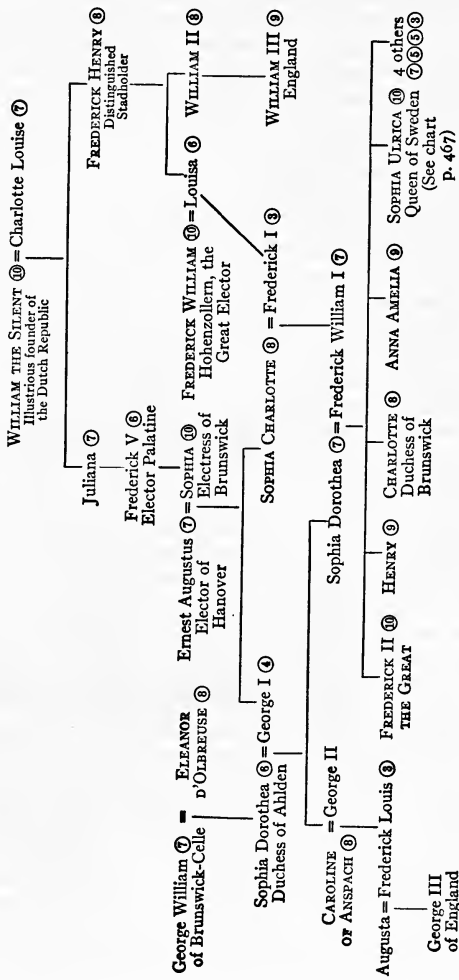 WILLIAM THE SILENT ⑩ = Charlotte Louise ⑦
Illustrious founder of
the Dutch Republic
Juliana ⑦
FREDERICK HENRY ⑧
Distinguished
Stadholder
Frederick V ⑥
Elector Palatine
WILLIAM II ⑧
George William ⑦ = ELEANOR
of Brunswick-Celle
D'OLBREUSE ⑧
Ernest Augustus ⑦ = SOPHIA ⑩
Elector of
Hanover
Electress of
Brunswick
FREDERICK WILLIAM ⑩ = Louisa ⑥
Hohenzollern, the
Great Elector
WILLIAM III ⑨
England
Sophia Dorothea ⑥ = George I ④
Duchess of Ahlden
SOPHIA CHARLOTTE ⑧ = Frederick I ③
CAROLINE = George II
OF ANSPACH ⑧
Sophia Dorothea ⑦ = Frederick William I ⑦
Augusta = Frederick Louis ③
FREDERICK II ⑩
THE GREAT
HENRY ⑨
CHARLOTTE ⑧
Duchess of
Brunswick
ANNA AMELIA ⑨
SOPHIA ULRICA ⑩
Queen of Sweden
(See chart
p. 467)
4 others
⑦⑤⑤③
George III
of England